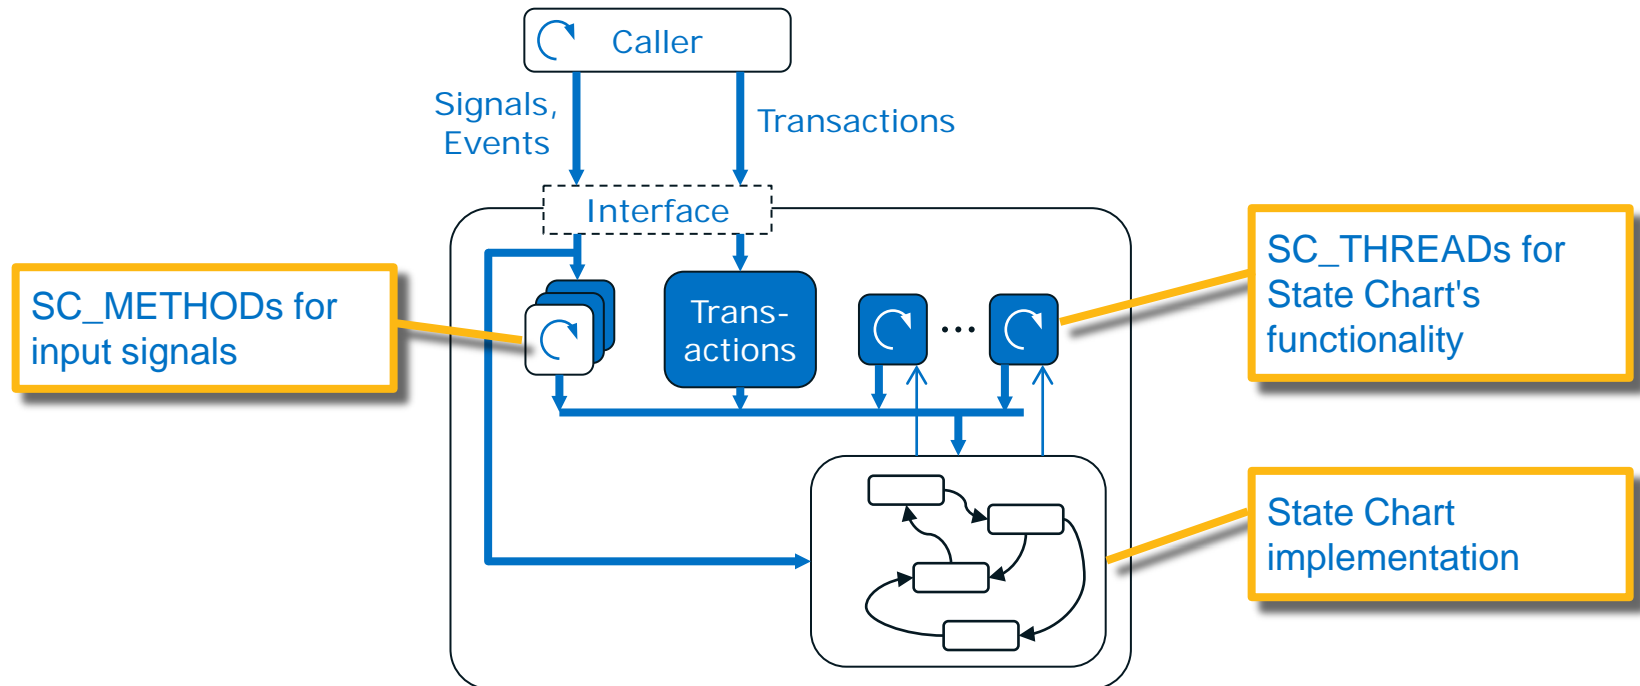 Caller
Signals,
Events
Transactions
Interface
SC_METHODs for
input signals
Trans-
actions
...
SC_THREADs for
State Chart's
functionality
State Chart
implementation